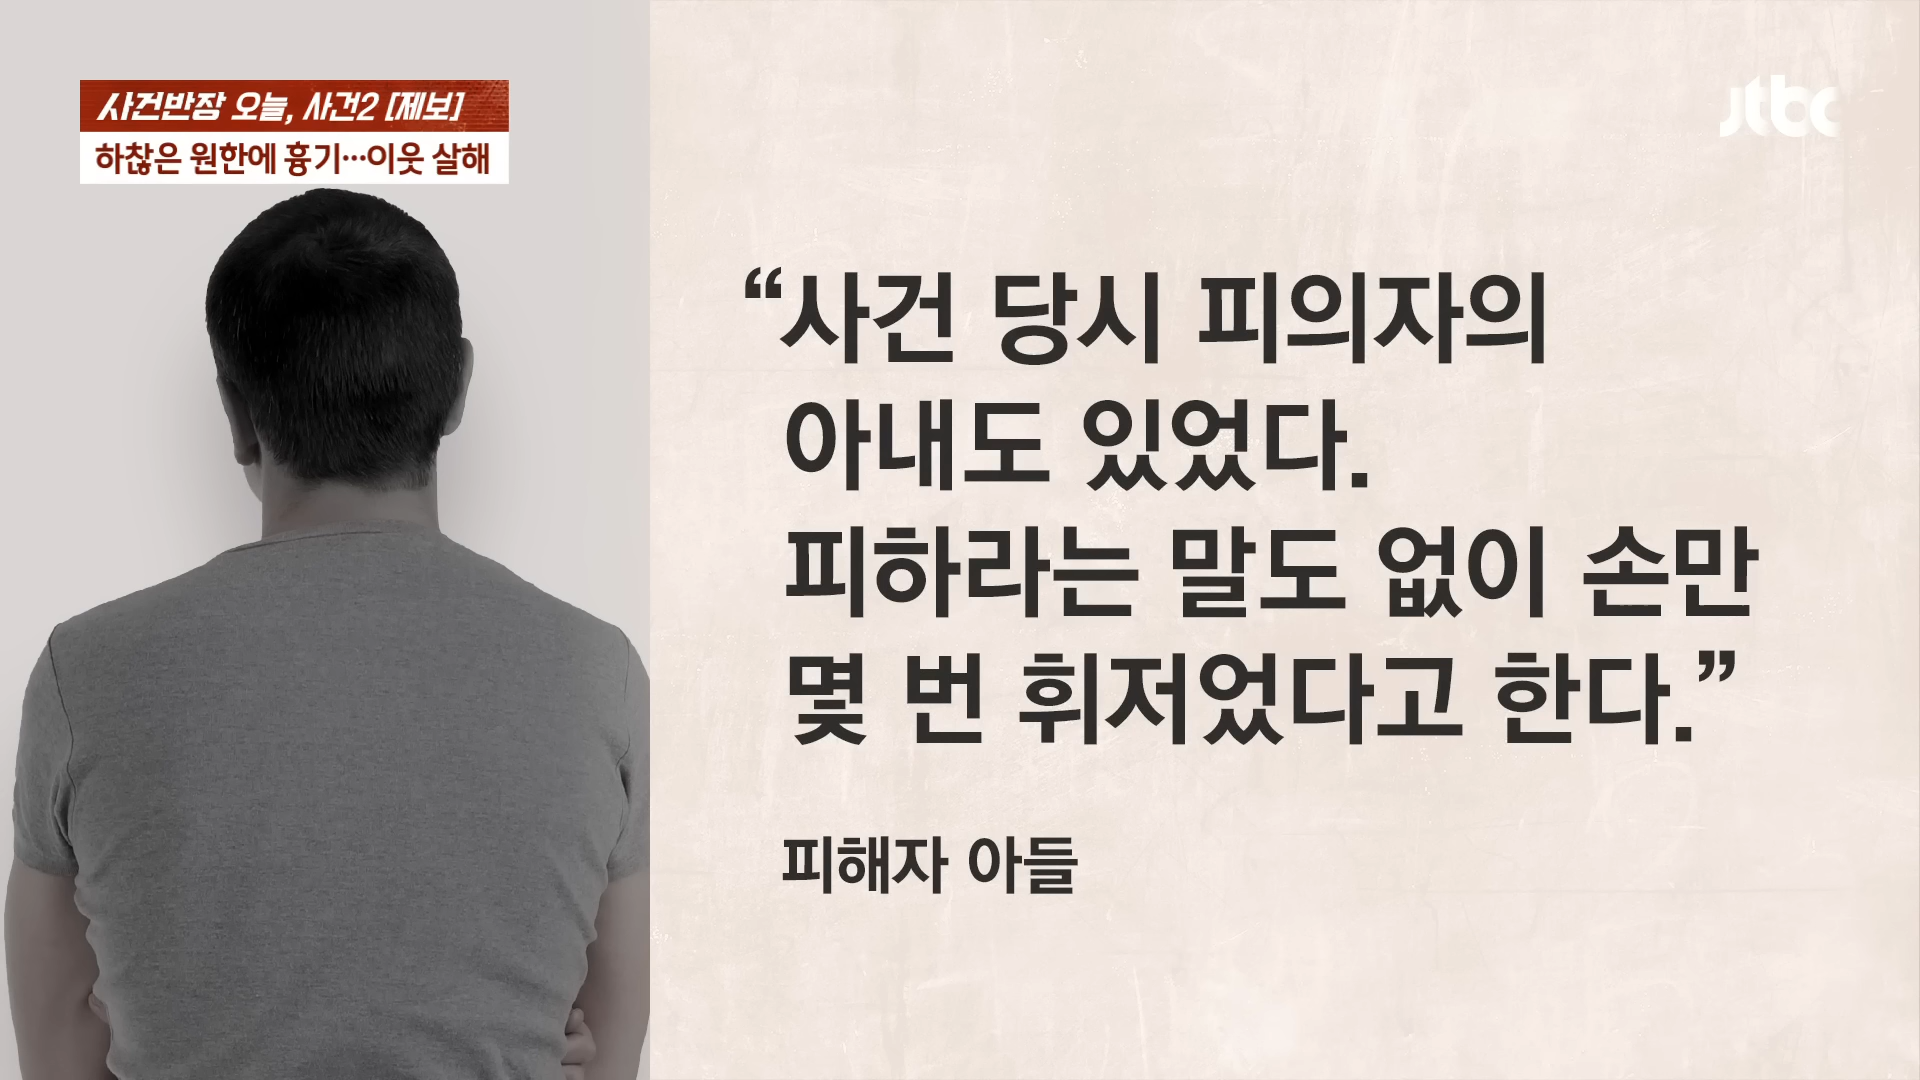 사건반장 오늘, 사건2 [제보]
하찮은 원한에 흉기…이웃 살해
jtbc
“사건 당시 피의자의
아내도 있었다.
피하라는 말도 없이 손만
몇 번 휘저었다고 한다.”
피해자 아들